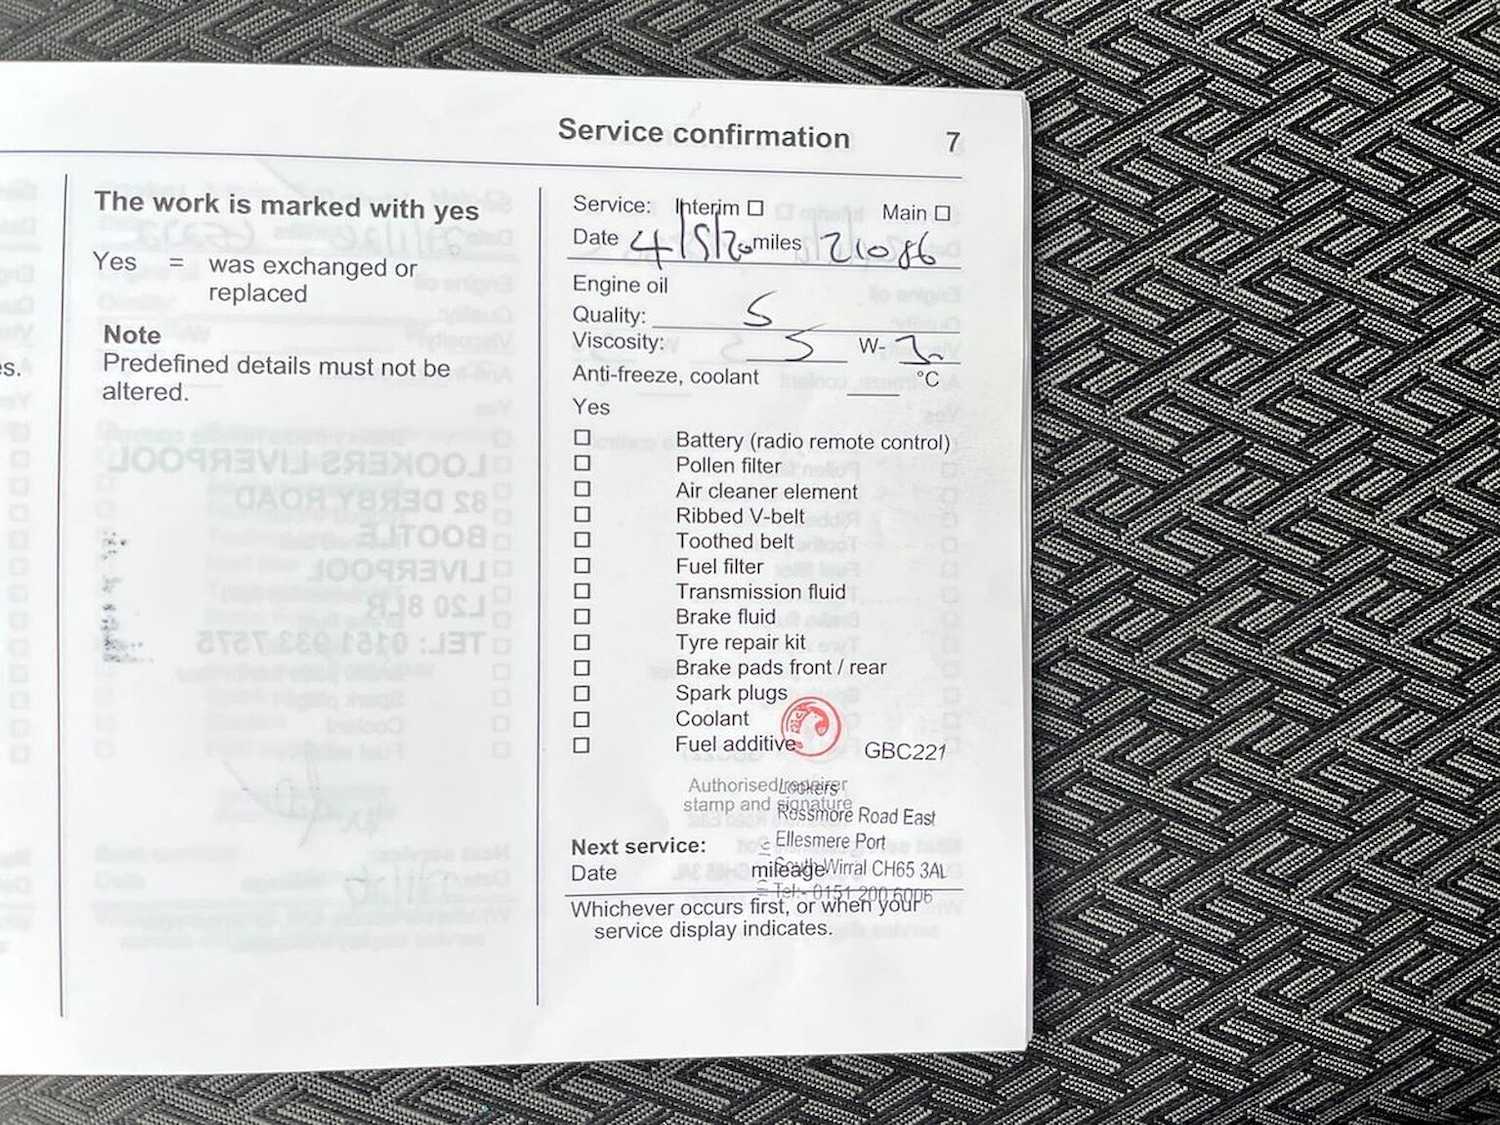 Service confirmation 7
The work is marked with yes
Yes = was exchanged or
replaced
Note
Predefined details must not be
altered.
es.
Service: Interim Main
Date 4/5/20 miles 21086
Engine oil
Quality: 5
Viscosity: 5 W-
Anti-freeze, coolant °C
Yes
Battery (radio remote control)
Pollen filter
Air cleaner element
Ribbed V-belt
Toothed belt
Fuel filter
Transmission fluid
Brake fluid
Tyre repair kit
Brake pads front / rear
Spark plugs
Coolant
Fuel additive
GBC221
Authorised repairer
stamp and signature
Lookers
Rossmore Road East
Ellesmere Port
South Wirral CH65 3AL
Tel:- 0151 200 6006
Next service:
Date mileage
Whichever occurs first, or when your
service display indicates.
LOOKERS LIVERPOOL
82 DERBY ROAD
BOOTLE
LIVERPOOL
L20 8LR
TEL: 0151 933 7575